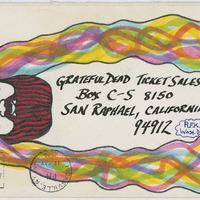 GRATEFUL DEAD TICKET SALES
BOX C-S 8150
SAN RAPHAEL, CALIFORNIA
94912